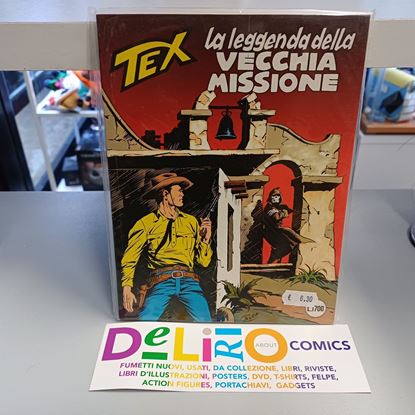 TEX
la leggenda della
VECCHIA
MISSIONE
€ 6,30
L.1700
DeLiRiO ABOUT COMICS
FUMETTI NUOVI, USATI, DA COLLEZIONE, LIBRI, RIVISTE,
LIBRI D'ILLUSTRAZIONI, POSTERS, DVD, T-SHIRTS, FELPE,
ACTION FIGURES, PORTACHIAVI, GADGETS